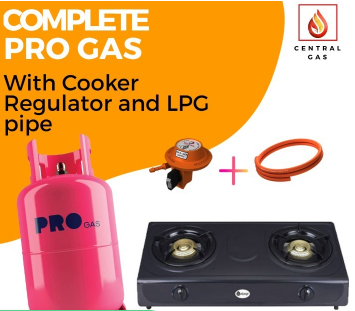 COMPLETE
PRO GAS
With Cooker
Regulator and LPG
pipe
CENTRAL
GAS
PRO GAS